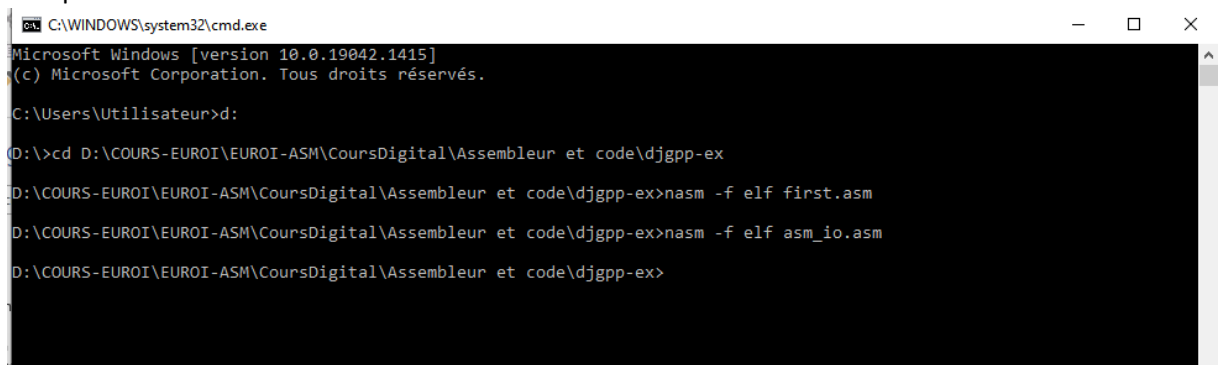 C:\WINDOWS\system32\cmd.exe
Microsoft Windows [version 10.0.19042.1415]
(c) Microsoft Corporation. Tous droits réservés.
C:\Users\Utilisateur>d:
D:\>cd D:\COURS-EUROI\EUROI-ASM\CoursDigital\Assembleur et code\djgpp-ex
D:\COURS-EUROI\EUROI-ASM\CoursDigital\Assembleur et code\djgpp-ex>nasm -f elf first.asm
D:\COURS-EUROI\EUROI-ASM\CoursDigital\Assembleur et code\djgpp-ex>nasm -f elf asm_io.asm
D:\COURS-EUROI\EUROI-ASM\CoursDigital\Assembleur et code\djgpp-ex>